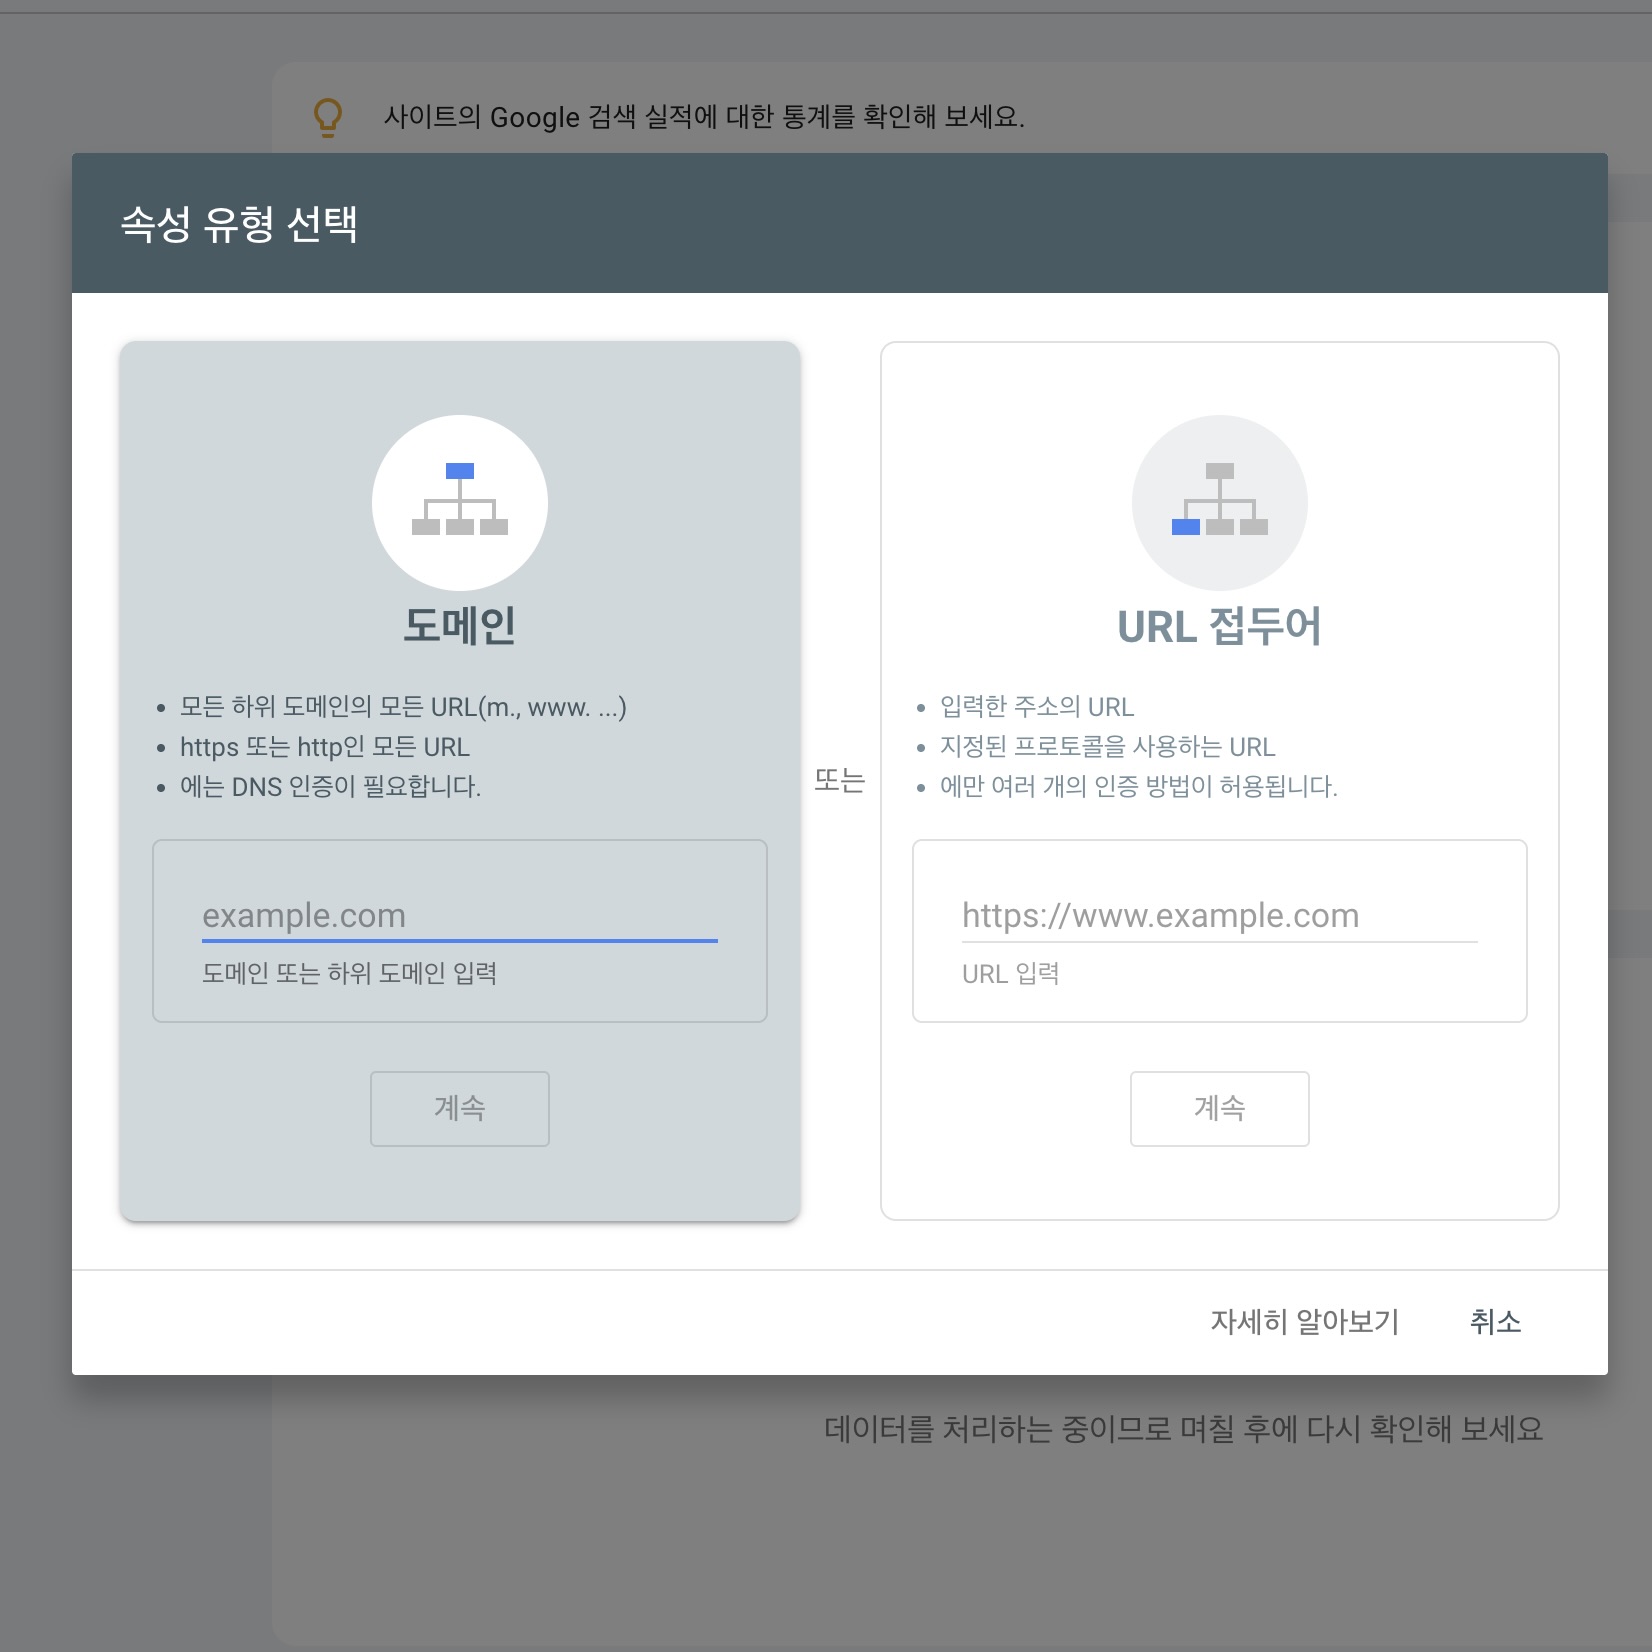 사이트의 Google 검색 실적에 대한 통계를 확인해 보세요.
속성 유형 선택
도메인
모든 하위 도메인의 모든 URL(m., www. ...)
https 또는 http인 모든 URL
에는 DNS 인증이 필요합니다.
example.com
도메인 또는 하위 도메인 입력
계속
또는
URL 접두어
입력한 주소의 URL
지정된 프로토콜을 사용하는 URL
에만 여러 개의 인증 방법이 허용됩니다.
https://www.example.com
URL 입력
계속
자세히 알아보기
취소
데이터를 처리하는 중이므로 며칠 후에 다시 확인해 보세요